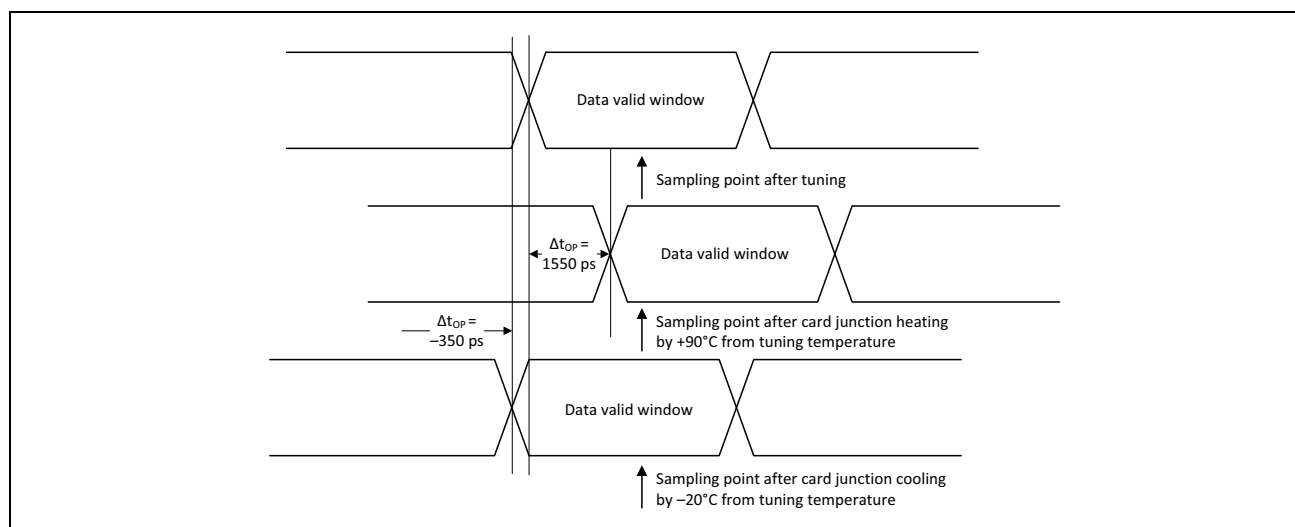 Data valid window
Sampling point after tuning
ΔtOP =
1550 ps
Data valid window
ΔtOP =
–350 ps
Sampling point after card junction heating
by +90°C from tuning temperature
Data valid window
Sampling point after card junction cooling
by –20°C from tuning temperature